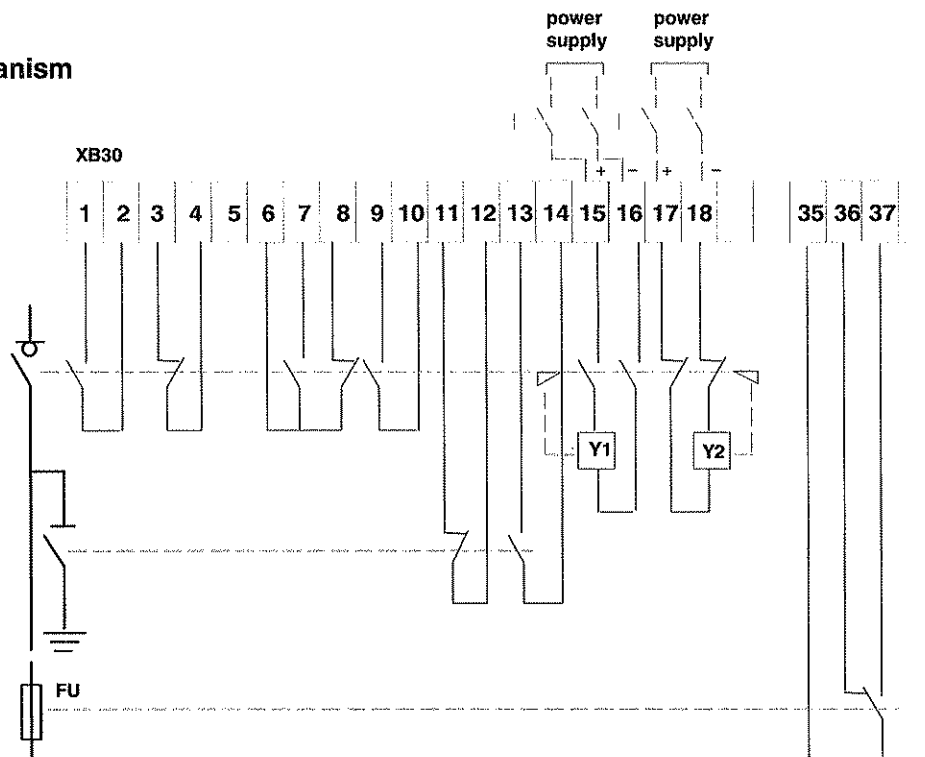 power supply
power supply
anism
XB30
+ − + −
1 2 3 4 5 6 7 8 9 10 11 12 13 14 15 16 17 18 35 36 37
Y1 Y2
FU